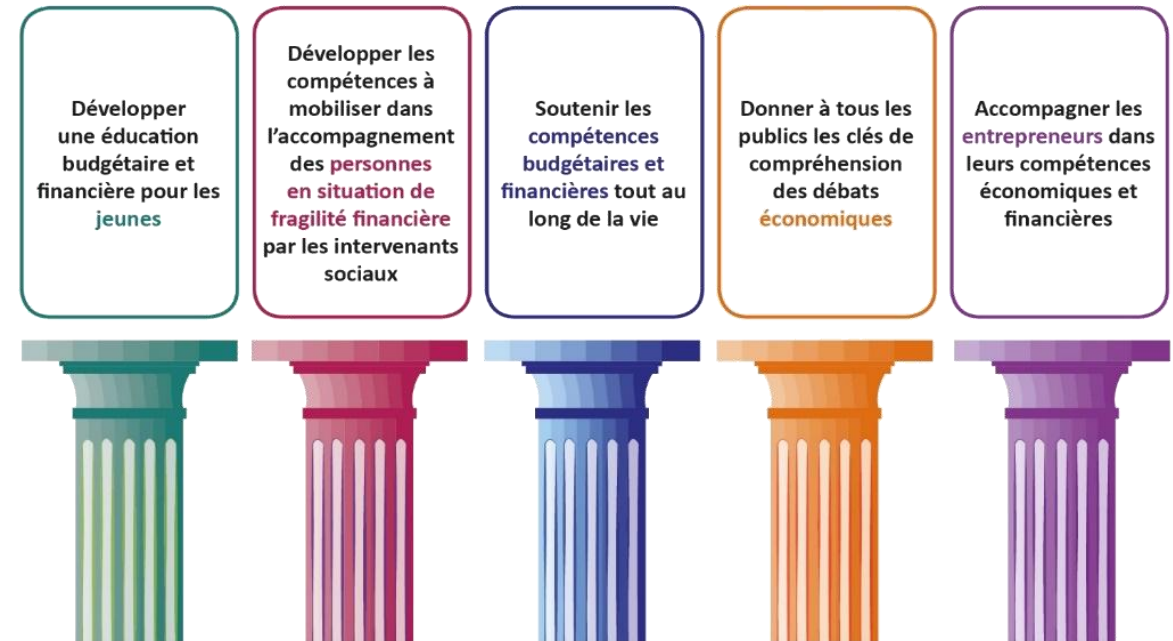 Développer
une éducation
budgétaire et
financière pour les
jeunes
Développer les
compétences à
mobiliser dans
l’accompagnement
des personnes
en situation de
fragilité financière
par les intervenants
sociaux
Soutenir les
compétences
budgétaires et
financières tout au
long de la vie
Donner à tous les
publics les clés de
compréhension
des débats
économiques
Accompagner les
entrepreneurs dans
leurs compétences
économiques et
financières